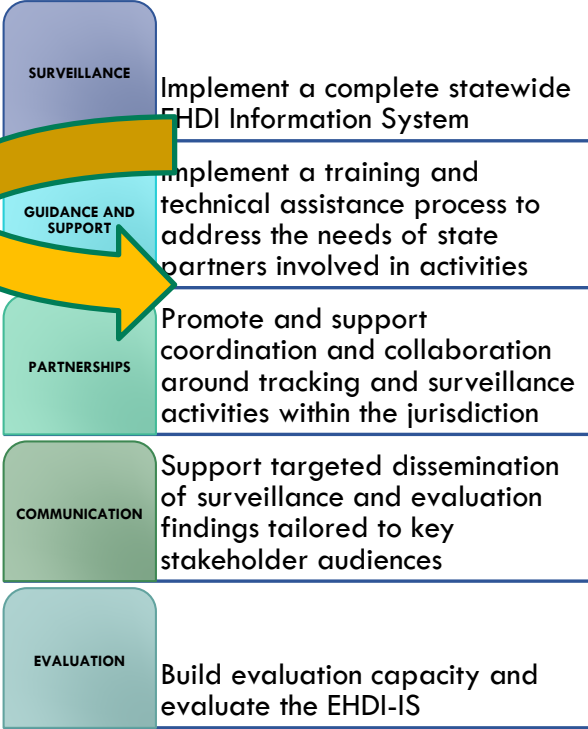 SURVEILLANCE
Implement a complete statewide
EHDI Information System
GUIDANCE AND
SUPPORT
Implement a training and
technical assistance process to
address the needs of state
partners involved in activities
PARTNERSHIPS
Promote and support
coordination and collaboration
around tracking and surveillance
activities within the jurisdiction
COMMUNICATION
Support targeted dissemination
of surveillance and evaluation
findings tailored to key
stakeholder audiences
EVALUATION
Build evaluation capacity and
evaluate the EHDI-IS